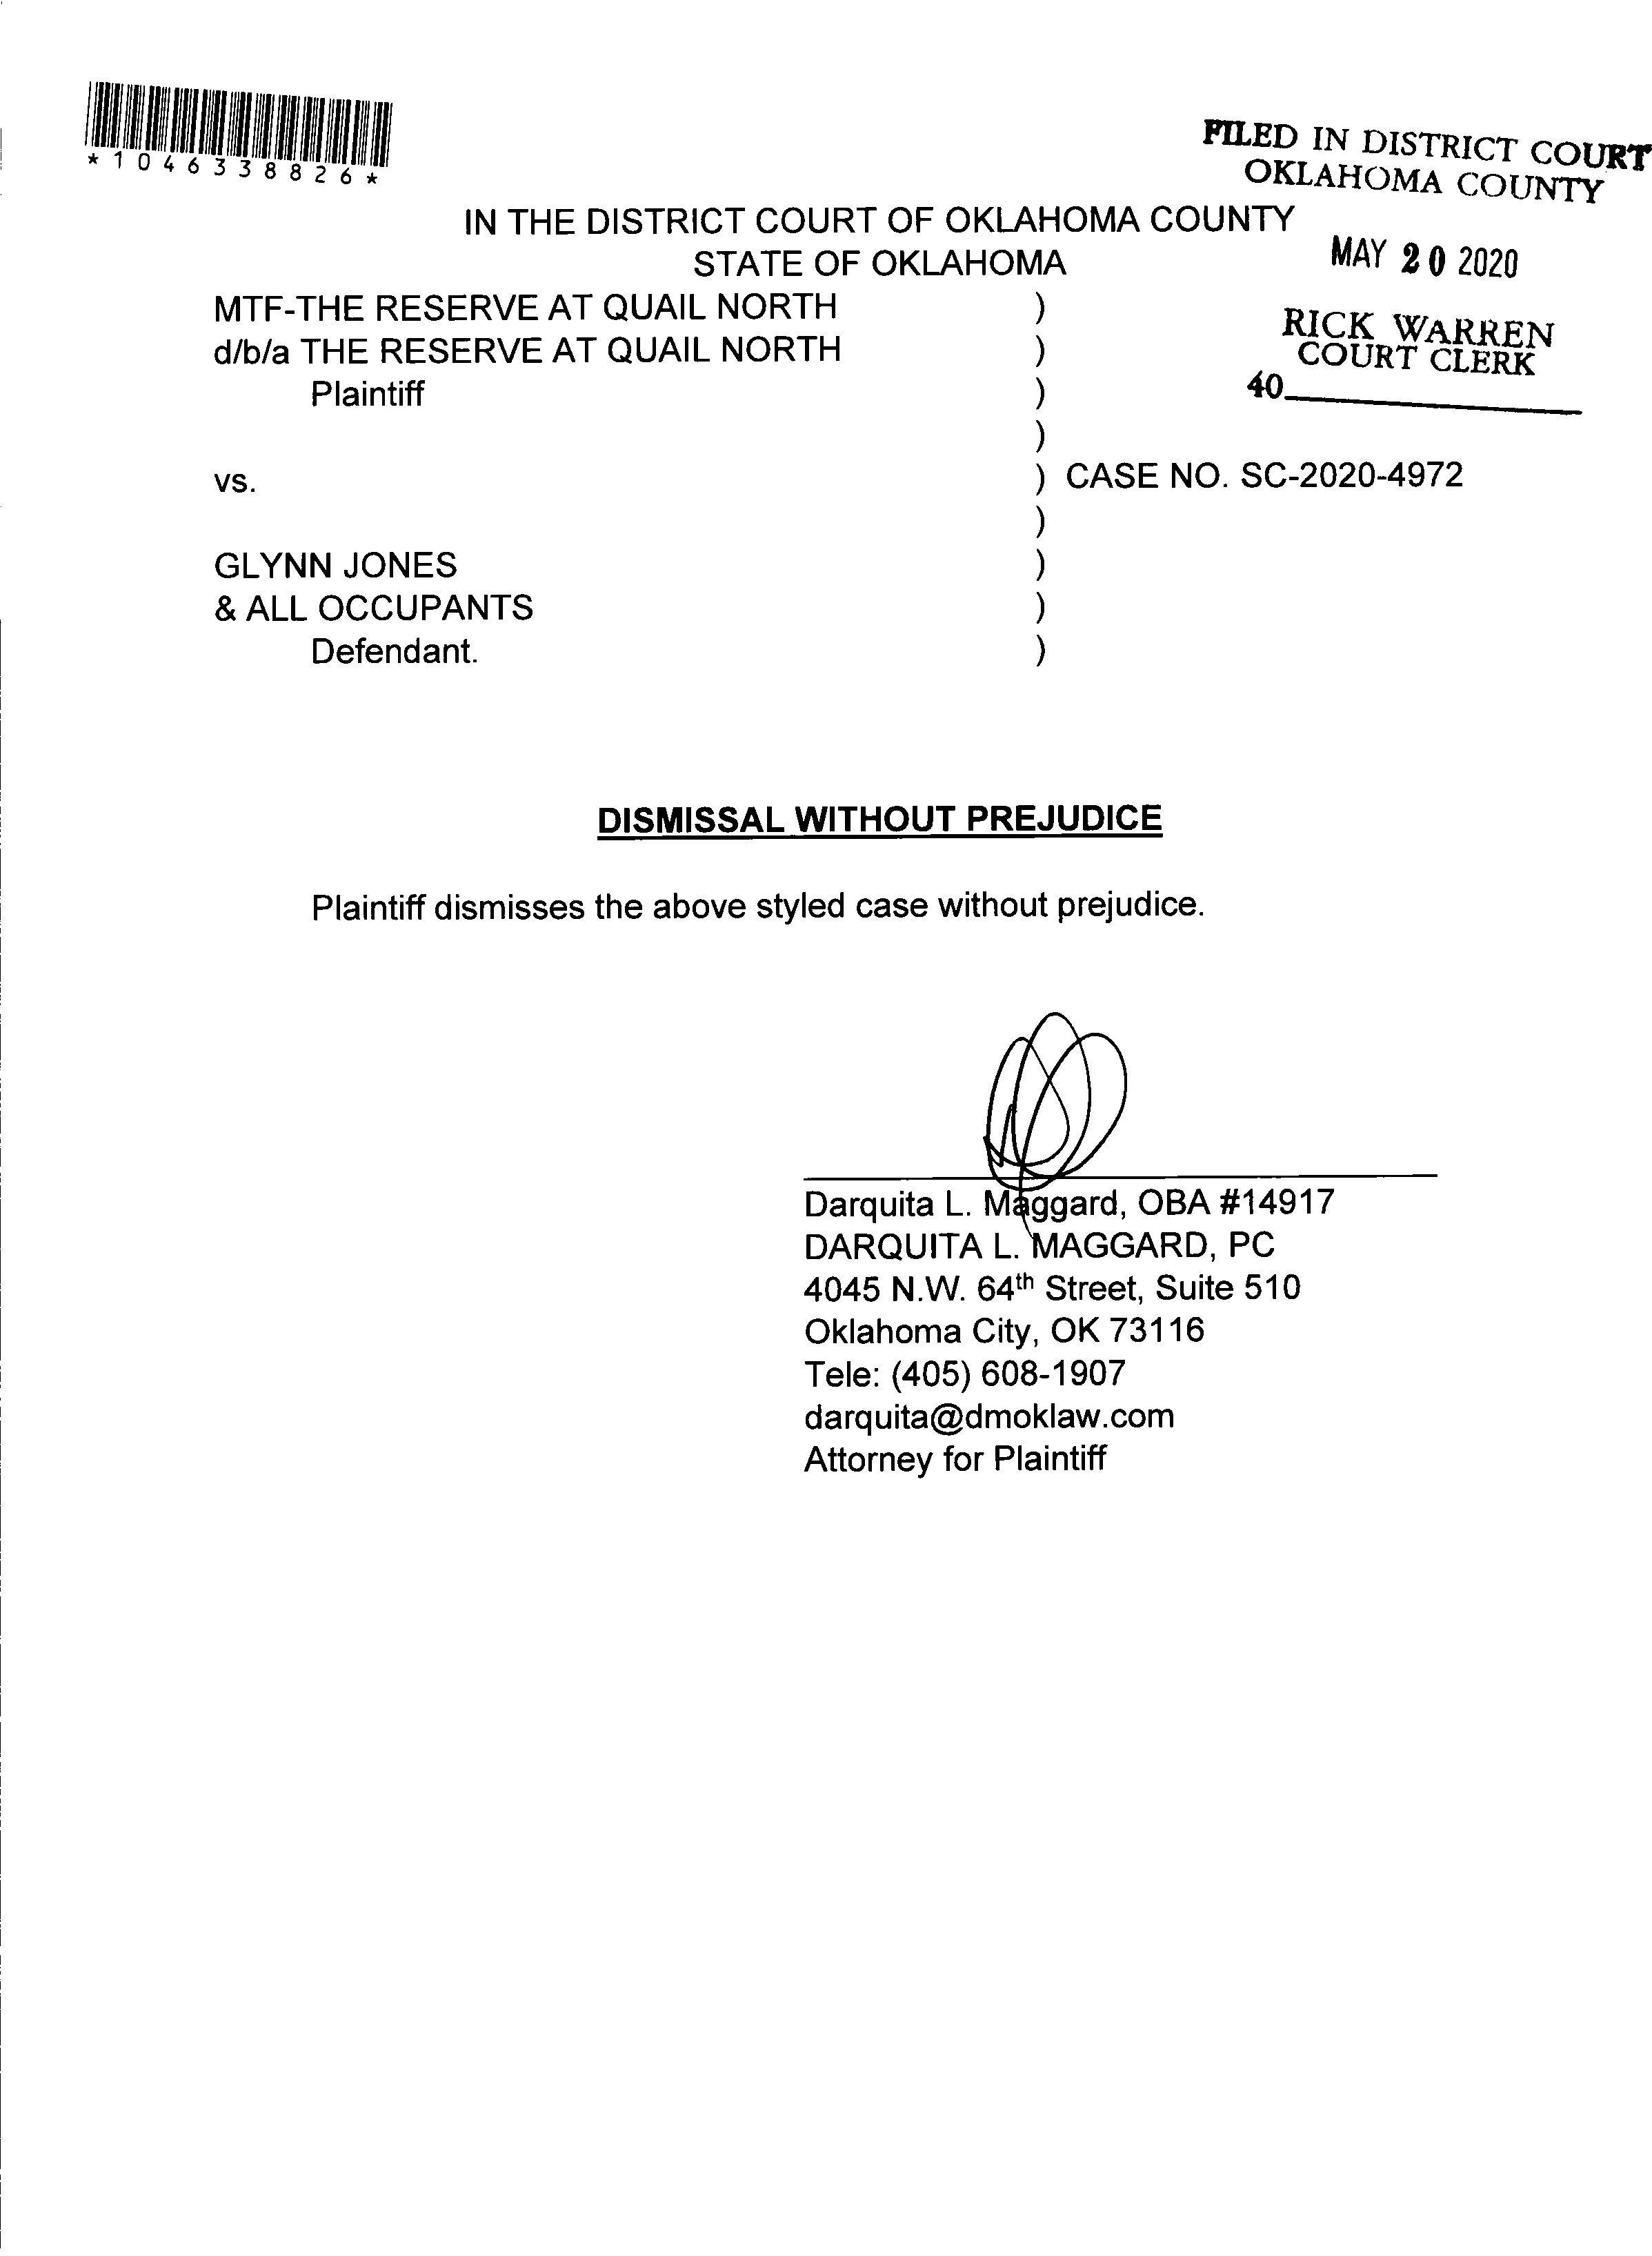 *1046338826*
FILED IN DISTRICT COURT
OKLAHOMA COUNTY
IN THE DISTRICT COURT OF OKLAHOMA COUNTY
STATE OF OKLAHOMA
MAY 20 2020
MTF-THE RESERVE AT QUAIL NORTH )
d/b/a THE RESERVE AT QUAIL NORTH )
Plaintiff )
RICK WARREN
COURT CLERK
40
)
vs. ) CASE NO. SC-2020-4972
)
GLYNN JONES )
& ALL OCCUPANTS )
Defendant. )
DISMISSAL WITHOUT PREJUDICE
Plaintiff dismisses the above styled case without prejudice.
Darquita L. Maggard, OBA #14917
DARQUITA L. MAGGARD, PC
4045 N.W. 64th Street, Suite 510
Oklahoma City, OK 73116
Tele: (405) 608-1907
darquita@dmoklaw.com
Attorney for Plaintiff